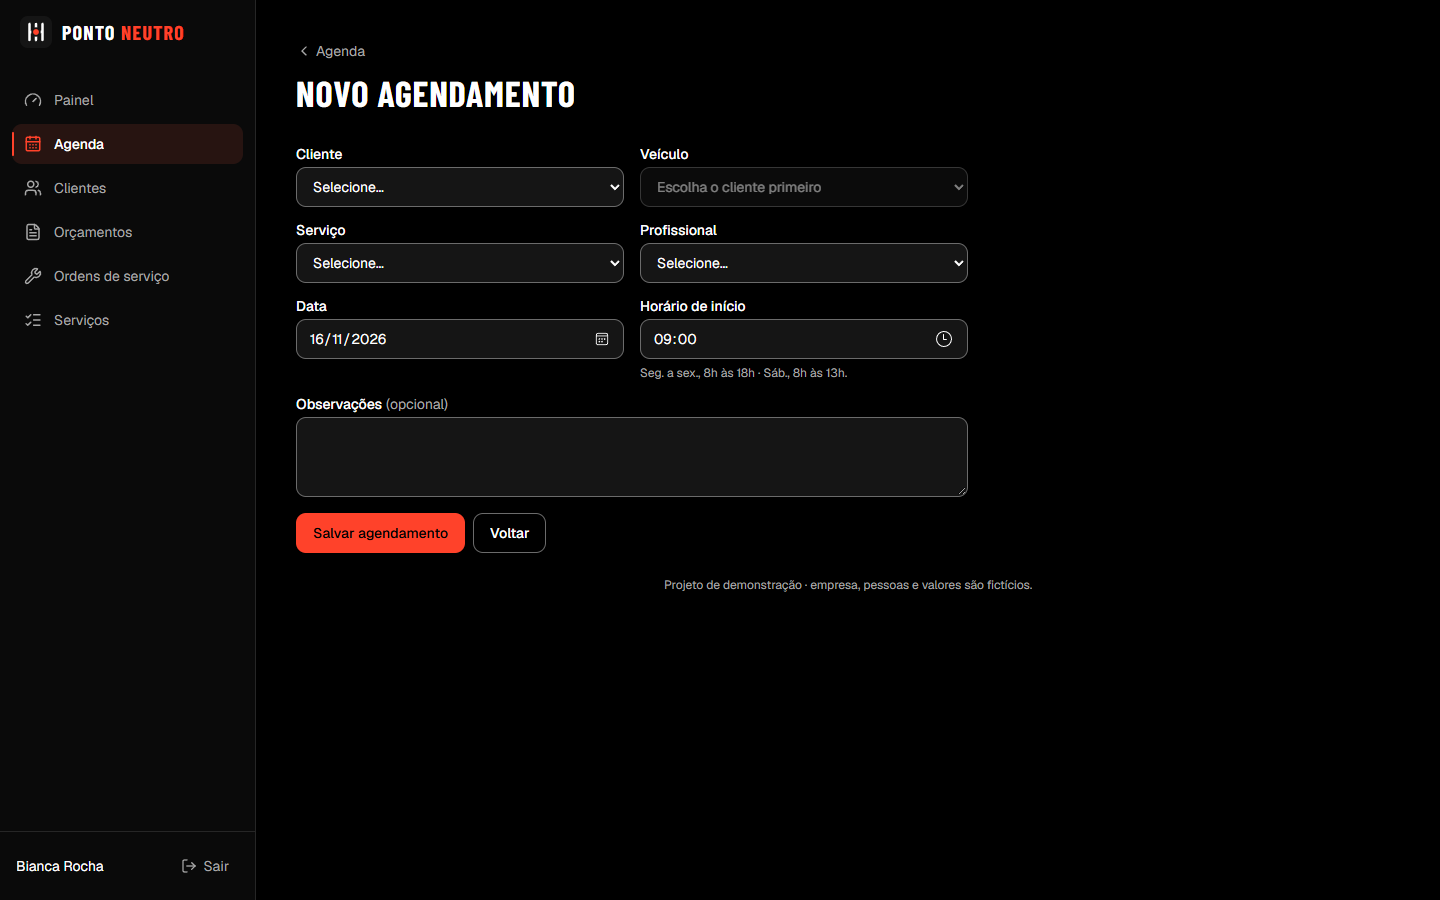 PONTO NEUTRO
Painel
Agenda
Clientes
Orçamentos
Ordens de serviço
Serviços
Bianca Rocha
Sair
Agenda
NOVO AGENDAMENTO
Cliente
Selecione...
Veículo
Escolha o cliente primeiro
Serviço
Selecione...
Profissional
Selecione...
Data
16/11/2026
Horário de início
09:00
Seg. a sex., 8h às 18h · Sáb., 8h às 13h.
Observações (opcional)
Salvar agendamento
Voltar
Projeto de demonstração · empresa, pessoas e valores são fictícios.